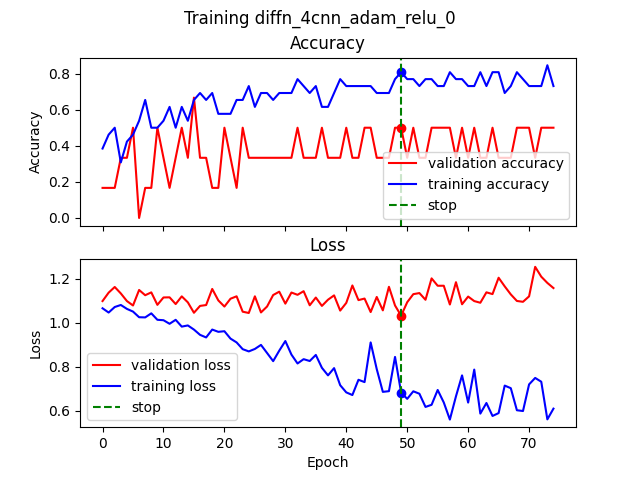 Training diffn_4cnn_adam_relu_0
Accuracy
Accuracy
0.8
0.6
0.4
0.2
0.0
validation accuracy
training accuracy
stop
Loss
Loss
1.2
1.0
0.8
0.6
validation loss
training loss
stop
0 10 20 30 40 50 60 70
Epoch